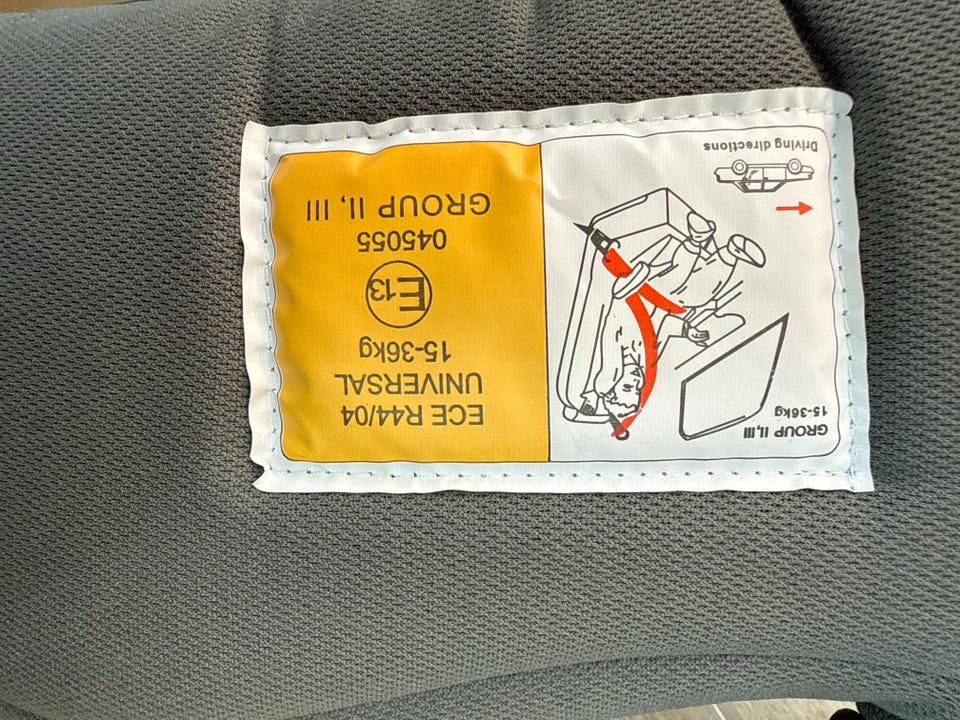 ECE R44/04
UNIVERSAL
15-36kg
E13
045055
GROUP II, III
GROUP II,III
15-36kg
Driving directions